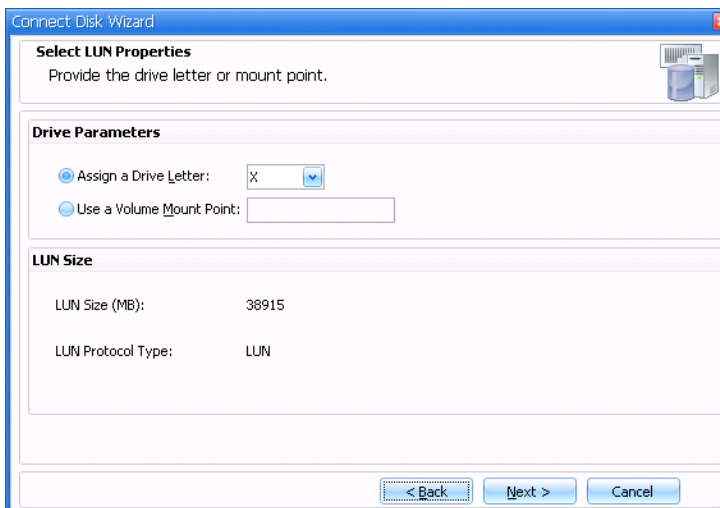 Connect Disk Wizard
Select LUN Properties
Provide the drive letter or mount point.
Drive Parameters
Assign a Drive Letter: X
Use a Volume Mount Point:
LUN Size
LUN Size (MB): 38915
LUN Protocol Type: LUN
< Back Next > Cancel